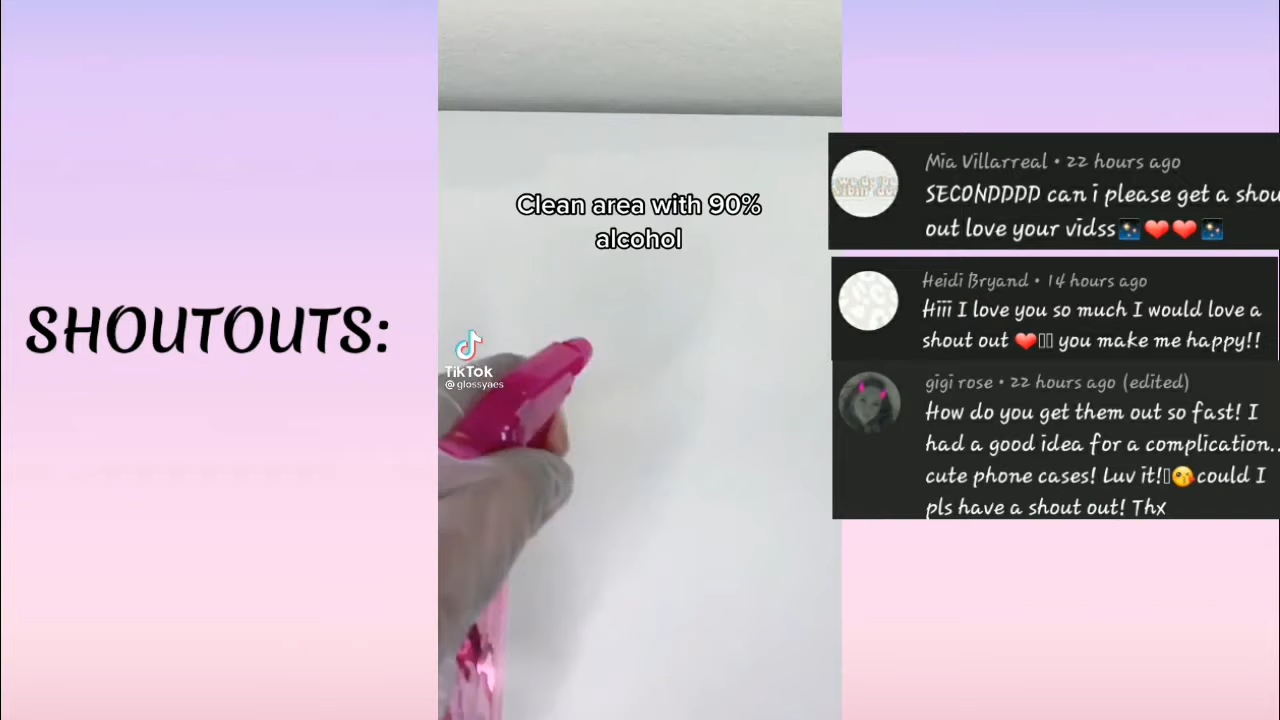 SHOUTOUTS:
Clean area with 90%
alcohol
TikTok
@glossyaes
Mia Villarreal • 22 hours ago
SECONDDDD can i please get a shou
out love your vidss🌃❤️❤️🌃
Heidi Bryand • 14 hours ago
Hiii I love you so much I would love a
shout out ❤️ you make me happy!!
gigi rose • 22 hours ago (edited)
How do you get them out so fast! I
had a good idea for a complication..
cute phone cases! Luv it!😘could I
pls have a shout out! Thx